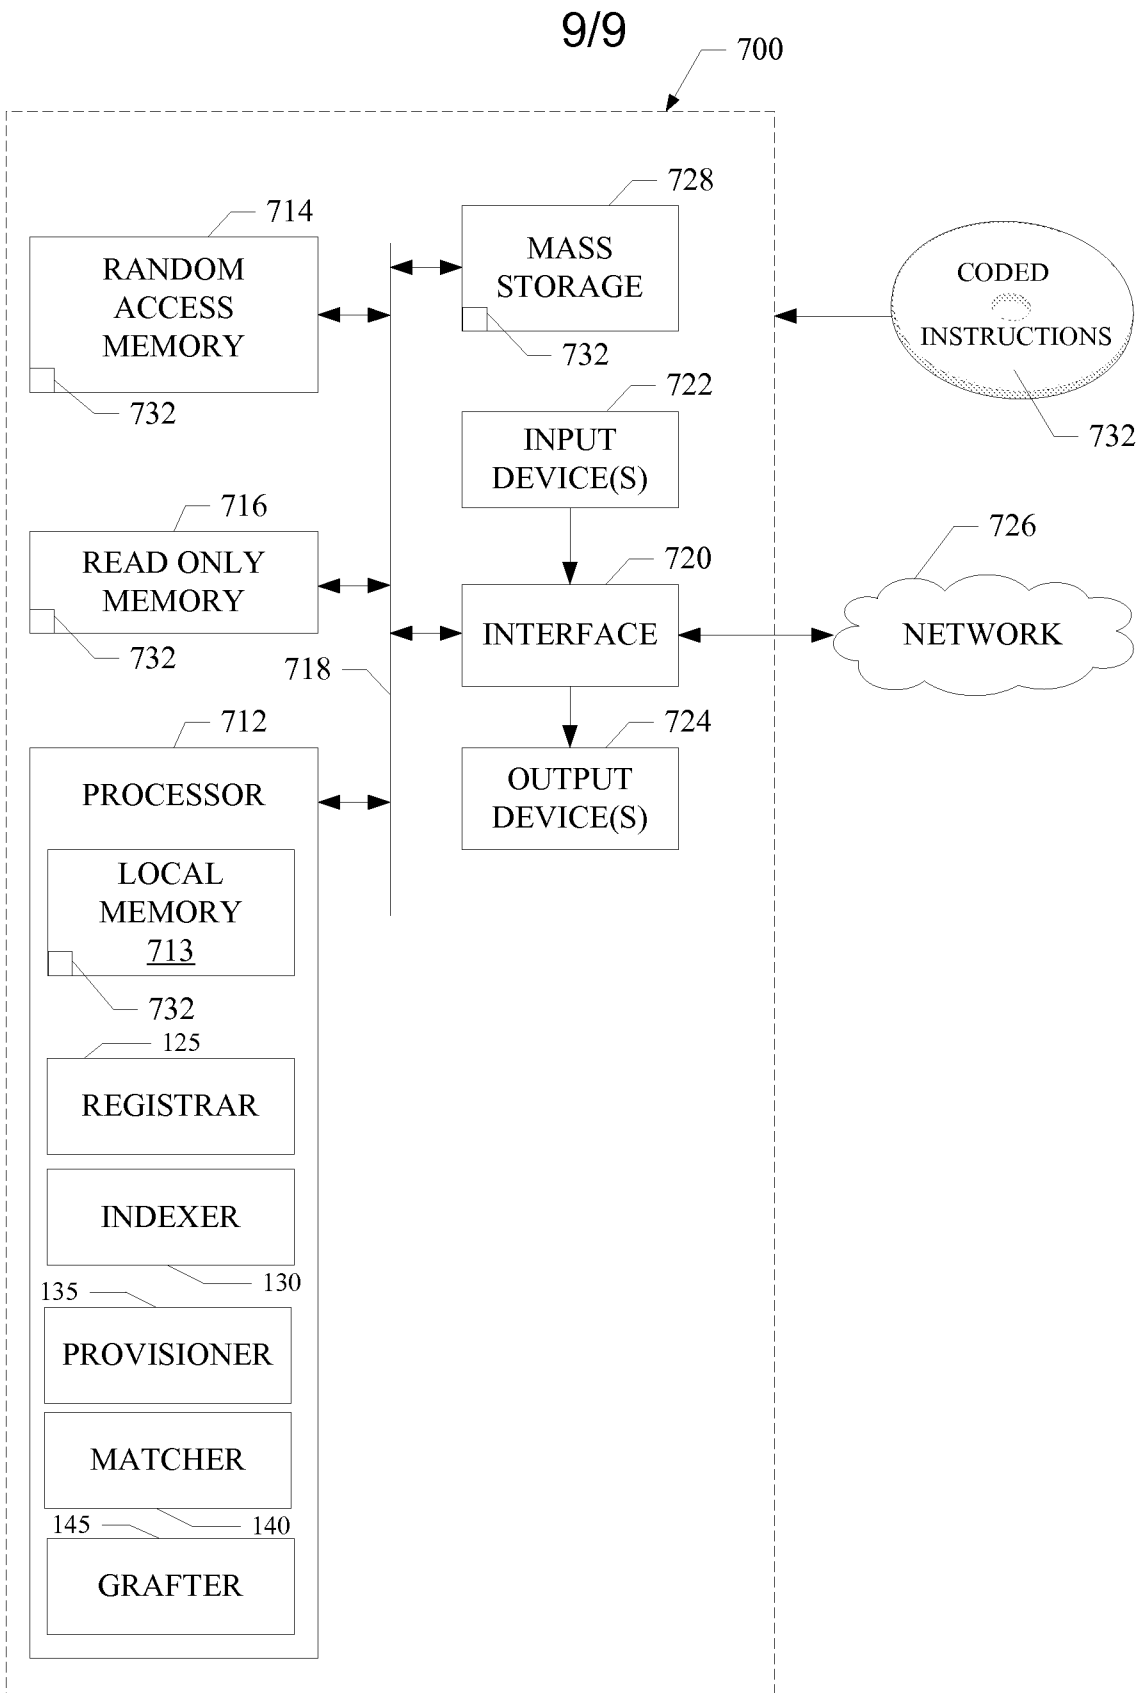 9/9
700
728
714
MASS
STORAGE
RANDOM
ACCESS
MEMORY
CODED
INSTRUCTIONS
732
732
722
732
INPUT
DEVICE(S)
716
726
720
READ ONLY
MEMORY
INTERFACE
NETWORK
732
718
712
724
PROCESSOR
OUTPUT
DEVICE(S)
LOCAL
MEMORY
713
732
125
REGISTRAR
INDEXER
130
135
PROVISIONER
MATCHER
140
145
GRAFTER